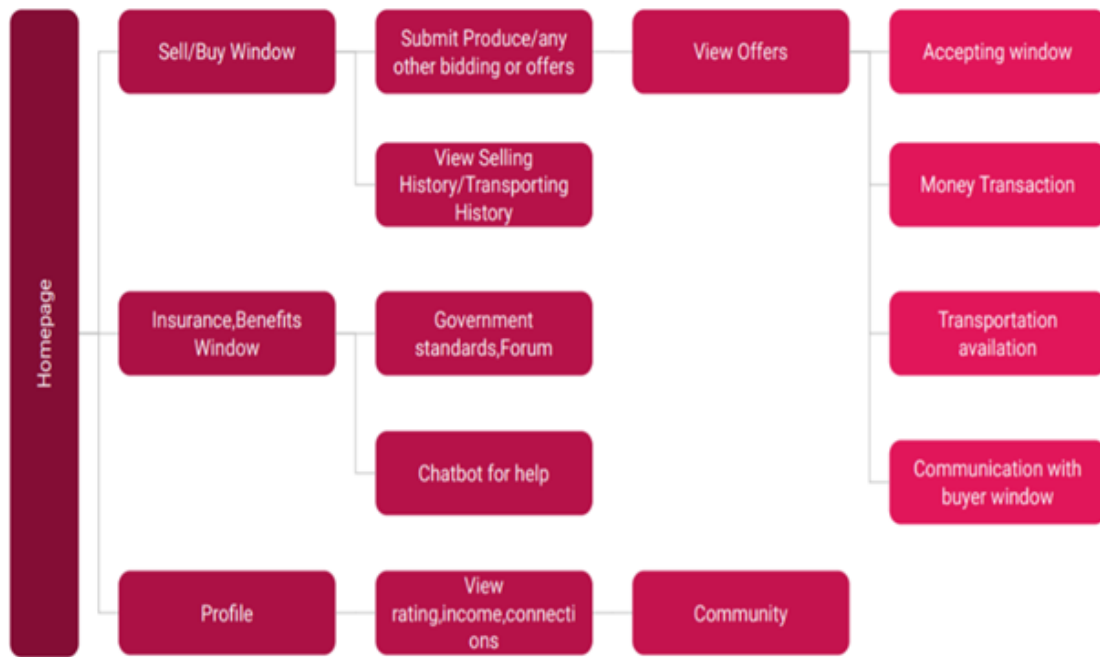 Homepage
Sell/Buy Window
Submit Produce/any
other bidding or offers
View Offers
Accepting window
View Selling
History/Transporting
History
Money Transaction
Insurance,Benefits
Window
Government
standards,Forum
Transportation
availation
Chatbot for help
Communication with
buyer window
Profile
View
rating,income,connecti
ons
Community